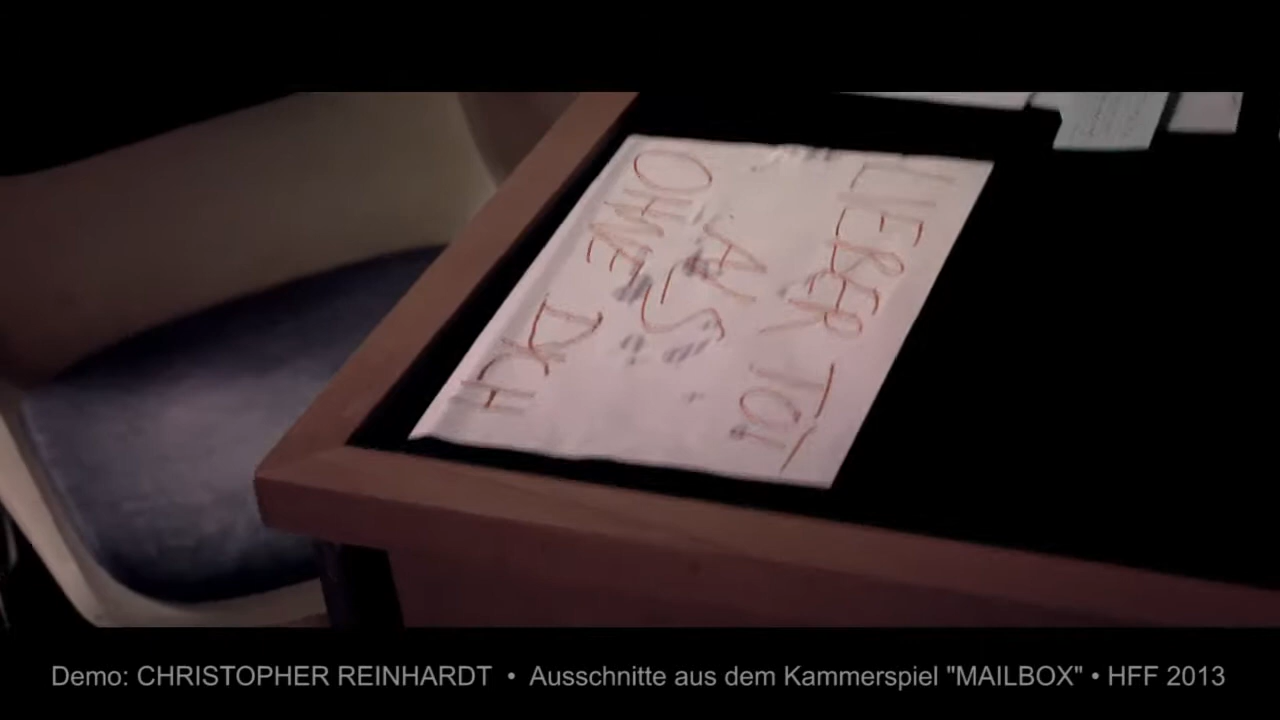 LIEBER TOT
ALS
OHNE DICH
Demo: CHRISTOPHER REINHARDT • Ausschnitte aus dem Kammerspiel "MAILBOX" • HFF 2013